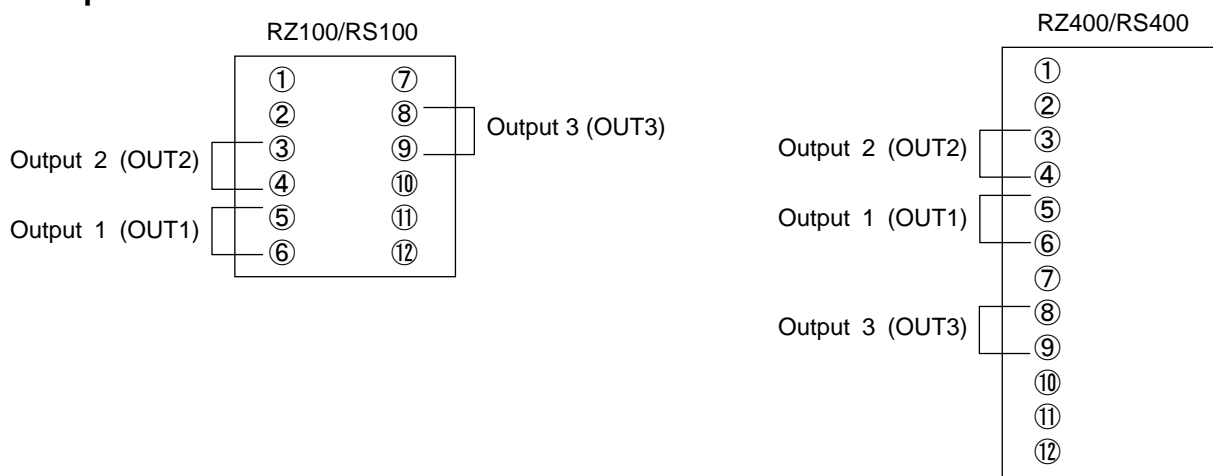 RZ100/RS100
① ⑦
② ⑧
③ ⑨
④ ⑩
⑤ ⑪
⑥ ⑫
Output 2 (OUT2)
Output 1 (OUT1)
Output 3 (OUT3)
RZ400/RS400
①
②
③
④
⑤
⑥
⑦
⑧
⑨
⑩
⑪
⑫
Output 2 (OUT2)
Output 1 (OUT1)
Output 3 (OUT3)